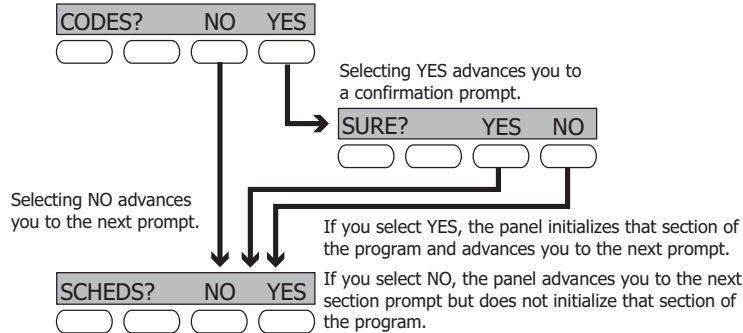 CODES? NO YES
Selecting YES advances you to
a confirmation prompt.
SURE? YES NO
Selecting NO advances
you to the next prompt.
If you select YES, the panel initializes that section of
the program and advances you to the next prompt.
SCHEDS? NO YES
If you select NO, the panel advances you to the next
section prompt but does not initialize that section of
the program.